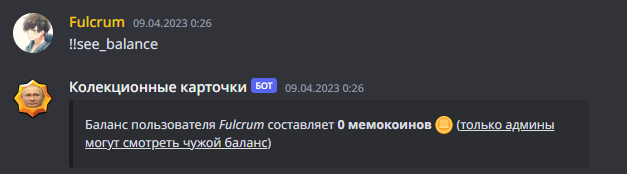 Fulcrum 09.04.2023 0:26
!!see_balance
Колекционные карточки БОТ 09.04.2023 0:26
Баланс пользователя Fulcrum составляет 0 мемокоинов (только админы
могут смотреть чужой баланс)